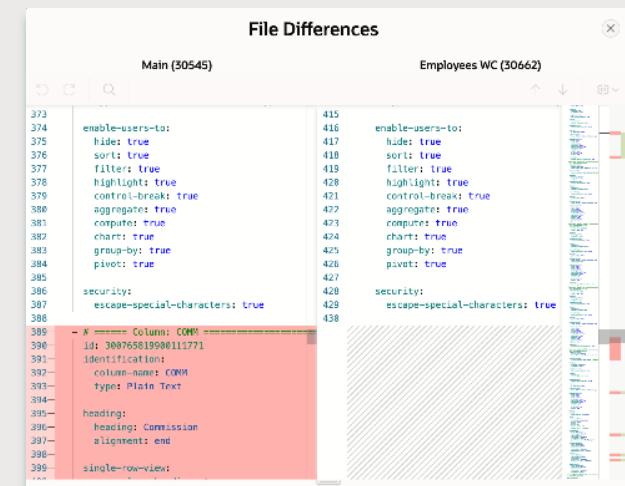 File Differences
Main (30545)
Employees WC (30662)
373
374 enable-users-to:
375 hide: true
376 sort: true
377 filter: true
378 highlight: true
379 control-break: true
380 aggregate: true
381 compute: true
382 chart: true
383 group-by: true
384 pivot: true
385
386 security:
387 escape-special-characters: true
388
389 - # ====== Column: COMM ====================
390— id: 300765819900111771
391— identification:
392— column-name: COMM
393— type: Plain Text
394—
395— heading:
396— heading: Commission
397— alignment: end
398—
399— single-row-view:
415
416 enable-users-to:
417 hide: true
418 sort: true
419 filter: true
420 highlight: true
421 control-break: true
422 aggregate: true
423 compute: true
424 chart: true
425 group-by: true
426 pivot: true
427
428 security:
429 escape-special-characters: true
438